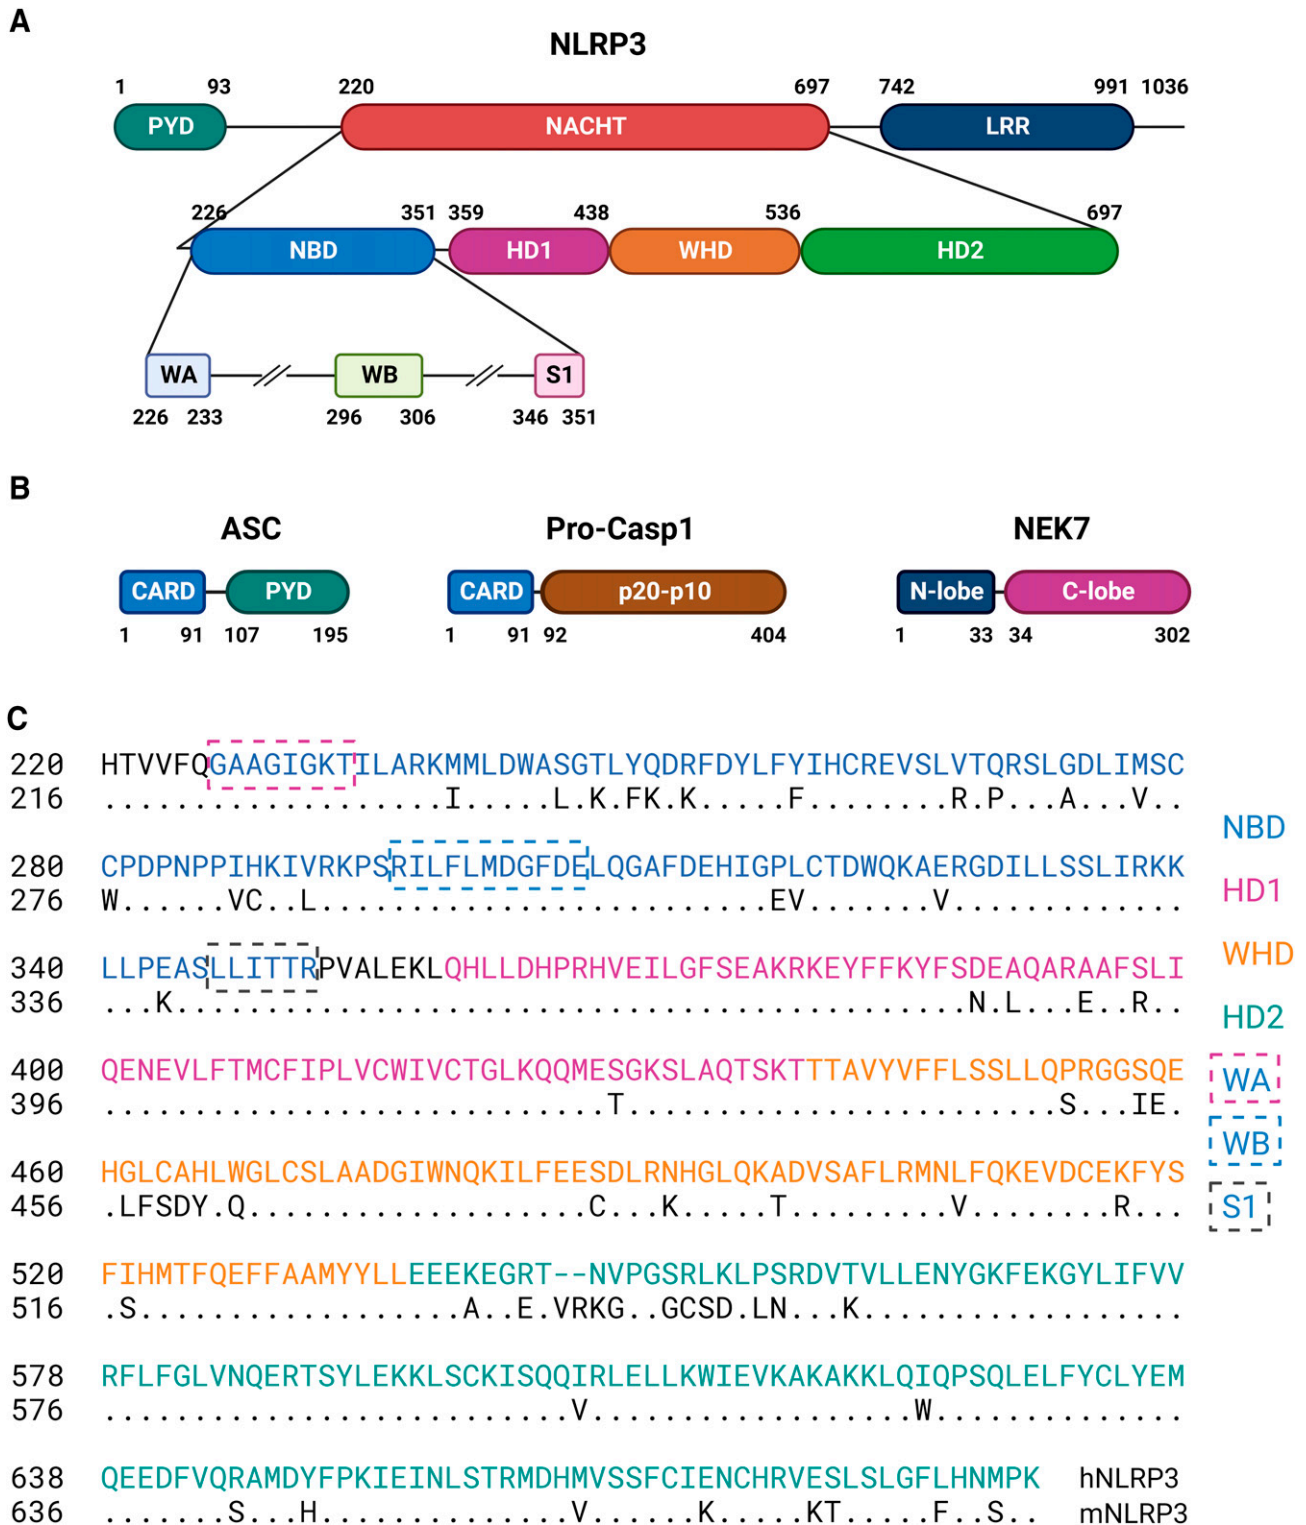 A
NLRP3
1 93 220 697 742 991 1036
PYD NACHT LRR
226 351 359 438 536 697
NBD HD1 WHD HD2
WA WB S1
226 233 296 306 346 351
B
ASC Pro-Casp1 NEK7
CARD PYD CARD p20-p10 N-lobe C-lobe
1 91 107 195 1 91 92 404 1 33 34 302
C
220 HTVVFQGAAGIGKTILARKMMLDWASGTLYQDRFDYLFYIHCREVSLVTQRSLGDLIMSC
216 ...................I.....L.K.FK.K.....F........R.P...A...V..
280 CPDPNPPIHKIVRKPSRILFLMDGFDELQGAFDEHIGPLCTDWQKAERGDILLSSLIRKK
276 W......VC..L.........................EV.......V.............
340 LLPEASLLITTRPVALEKLQHLLDHPRHVEILGFSEAKRKEYFFKYFSDEAQARAAFSLI
336 ...K............................................N.L...E..R..
400 QENEVLFTMCFIPLVCWIVCTGLKQQMESGKSLAQTSKTTTAVYVFFLSSLLQPRGGSQE
396 ............................T........................S...IE.
460 HGLCAHLWGLCSLAADGIWNQKILFEESDLRNHGLQKADVSAFLRMNLFQKEVDCEKFYS
456 .LFSDY.Q...................C...K.....T.........V........R...
520 FIHMTFQEFFAAMYYLLEEEKEGRT--NVPGSRLKLPSRDVTVLLENYGKFEKGYLIFVV
516 .S..................A..E.VRKG..GCSD.LN...K..................
578 RFLFGLVNQERTSYLEKKLSCKISQQIRLELLKWIEVKAKAKKLQIQPSQLELFYCLYEM
576 ..........................V..................W..............
638 QEEDFVQRAMDYFPKIEINLSTRMDHMVSSFCIENCHRVESLSLGFLHNMPK hNLRP3
636 .......S...H..............V......K.....KT.....F..S.. mNLRP3
NBD
HD1
WHD
HD2
WA
WB
S1